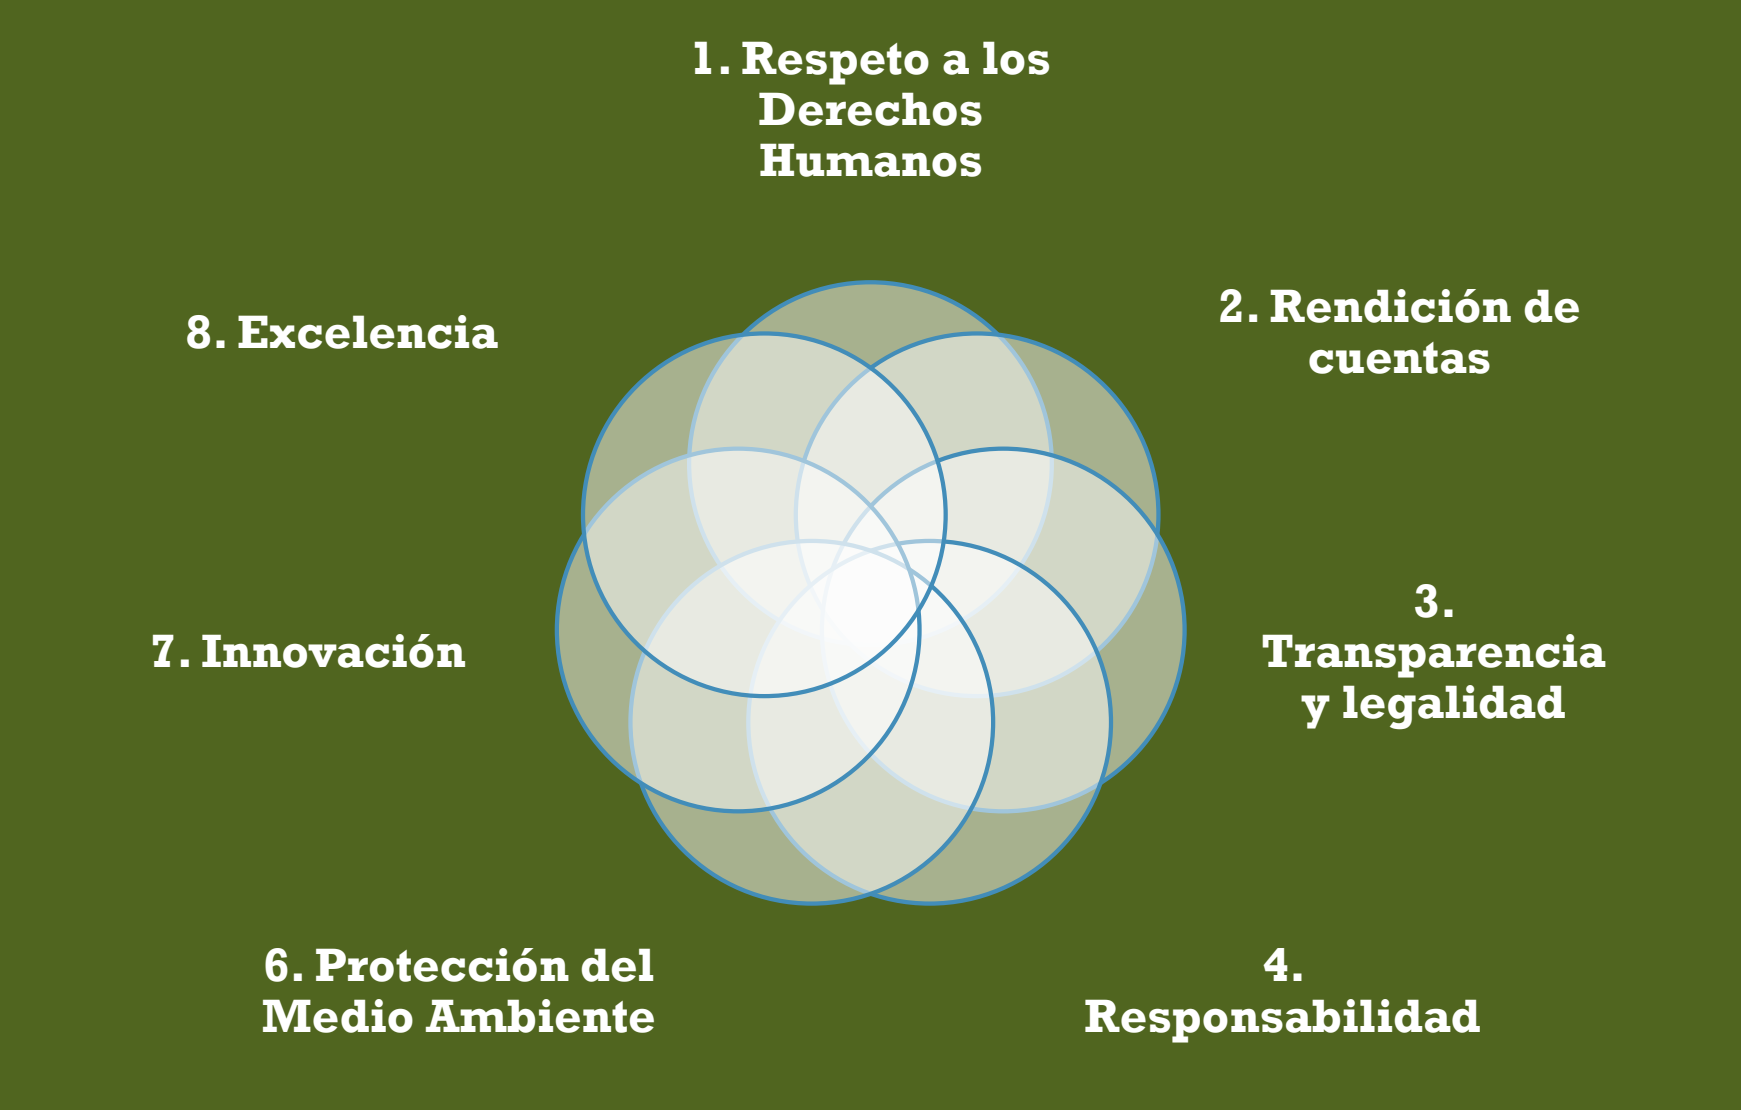 1. Respeto a los
Derechos
Humanos
2. Rendición de
cuentas
3.
Transparencia
y legalidad
4.
Responsabilidad
6. Protección del
Medio Ambiente
7. Innovación
8. Excelencia